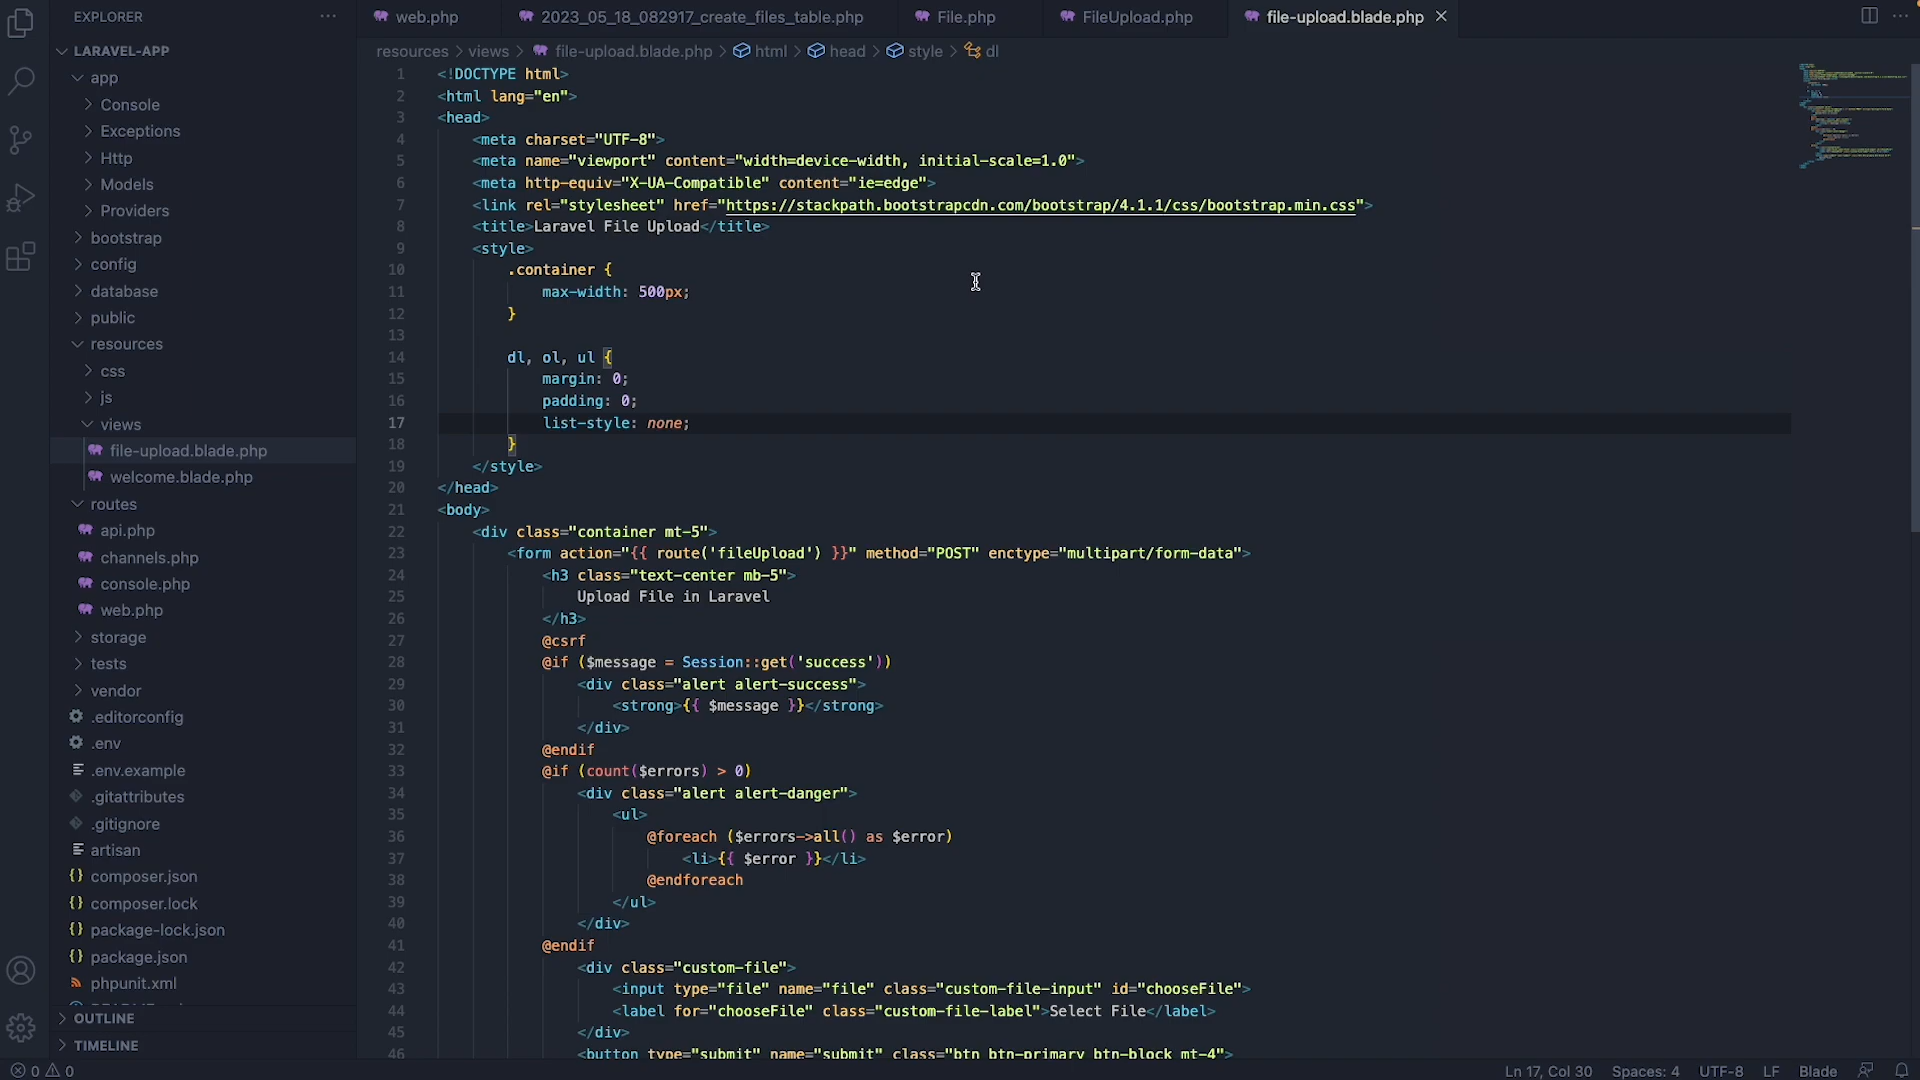 EXPLORER
LARAVEL-APP
app
Console
Exceptions
Http
Models
Providers
bootstrap
config
database
public
resources
css
js
views
file-upload.blade.php
welcome.blade.php
routes
api.php
channels.php
console.php
web.php
storage
tests
vendor
.editorconfig
.env
.env.example
.gitattributes
.gitignore
artisan
composer.json
composer.lock
package-lock.json
package.json
phpunit.xml
OUTLINE
TIMELINE
web.php 2023_05_18_082917_create_files_table.php File.php FileUpload.php file-upload.blade.php
resources > views > file-upload.blade.php > html > head > style > dl
1 <!DOCTYPE html>
2 <html lang="en">
3 <head>
4 <meta charset="UTF-8">
5 <meta name="viewport" content="width=device-width, initial-scale=1.0">
6 <meta http-equiv="X-UA-Compatible" content="ie=edge">
7 <link rel="stylesheet" href="https://stackpath.bootstrapcdn.com/bootstrap/4.1.1/css/bootstrap.min.css">
8 <title>Laravel File Upload</title>
9 <style>
10 .container {
11 max-width: 500px;
12 }
13
14 dl, ol, ul {
15 margin: 0;
16 padding: 0;
17 list-style: none;
18 }
19 </style>
20 </head>
21 <body>
22 <div class="container mt-5">
23 <form action="{{ route('fileUpload') }}" method="POST" enctype="multipart/form-data">
24 <h3 class="text-center mb-5">
25 Upload File in Laravel
26 </h3>
27 @csrf
28 @if ($message = Session::get('success'))
29 <div class="alert alert-success">
30 <strong>{{ $message }}</strong>
31 </div>
32 @endif
33 @if (count($errors) > 0)
34 <div class="alert alert-danger">
35 <ul>
36 @foreach ($errors->all() as $error)
37 <li>{{ $error }}</li>
38 @endforeach
39 </ul>
40 </div>
41 @endif
42 <div class="custom-file">
43 <input type="file" name="file" class="custom-file-input" id="chooseFile">
44 <label for="chooseFile" class="custom-file-label">Select File</label>
45 </div>
46 <button type="submit" name="submit" class="btn btn-primary btn-block mt-4">
0 0 Ln 17, Col 30 Spaces: 4 UTF-8 LF Blade